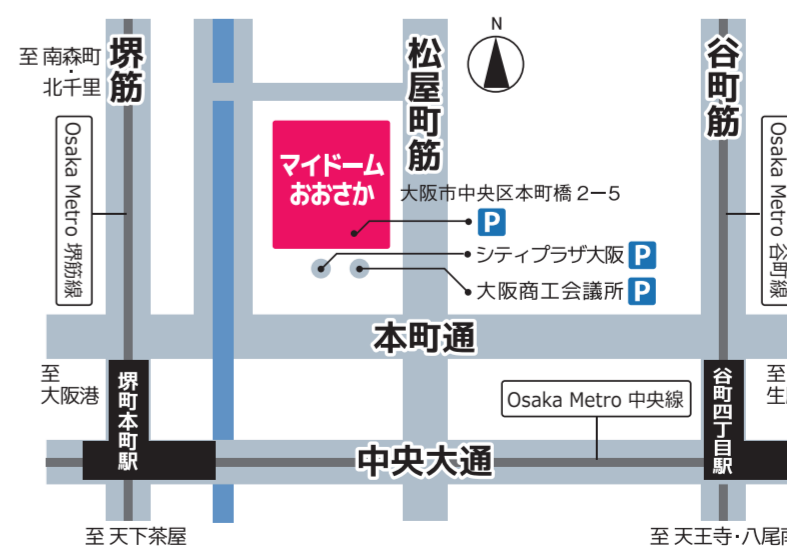 至 南森町
・
北千里
堺筋
松屋町筋
N
谷町筋
Osaka Metro 堺筋線
マイドーム
おおさか
大阪市中央区本町橋 2−5
P
シティプラザ大阪 P
大阪商工会議所 P
Osaka Metro 谷町線
本町通
至
大阪港
堺町本町駅
Osaka Metro 中央線
谷町四丁目駅
至
中央大通
至 天下茶屋
至 天王寺・八尾南